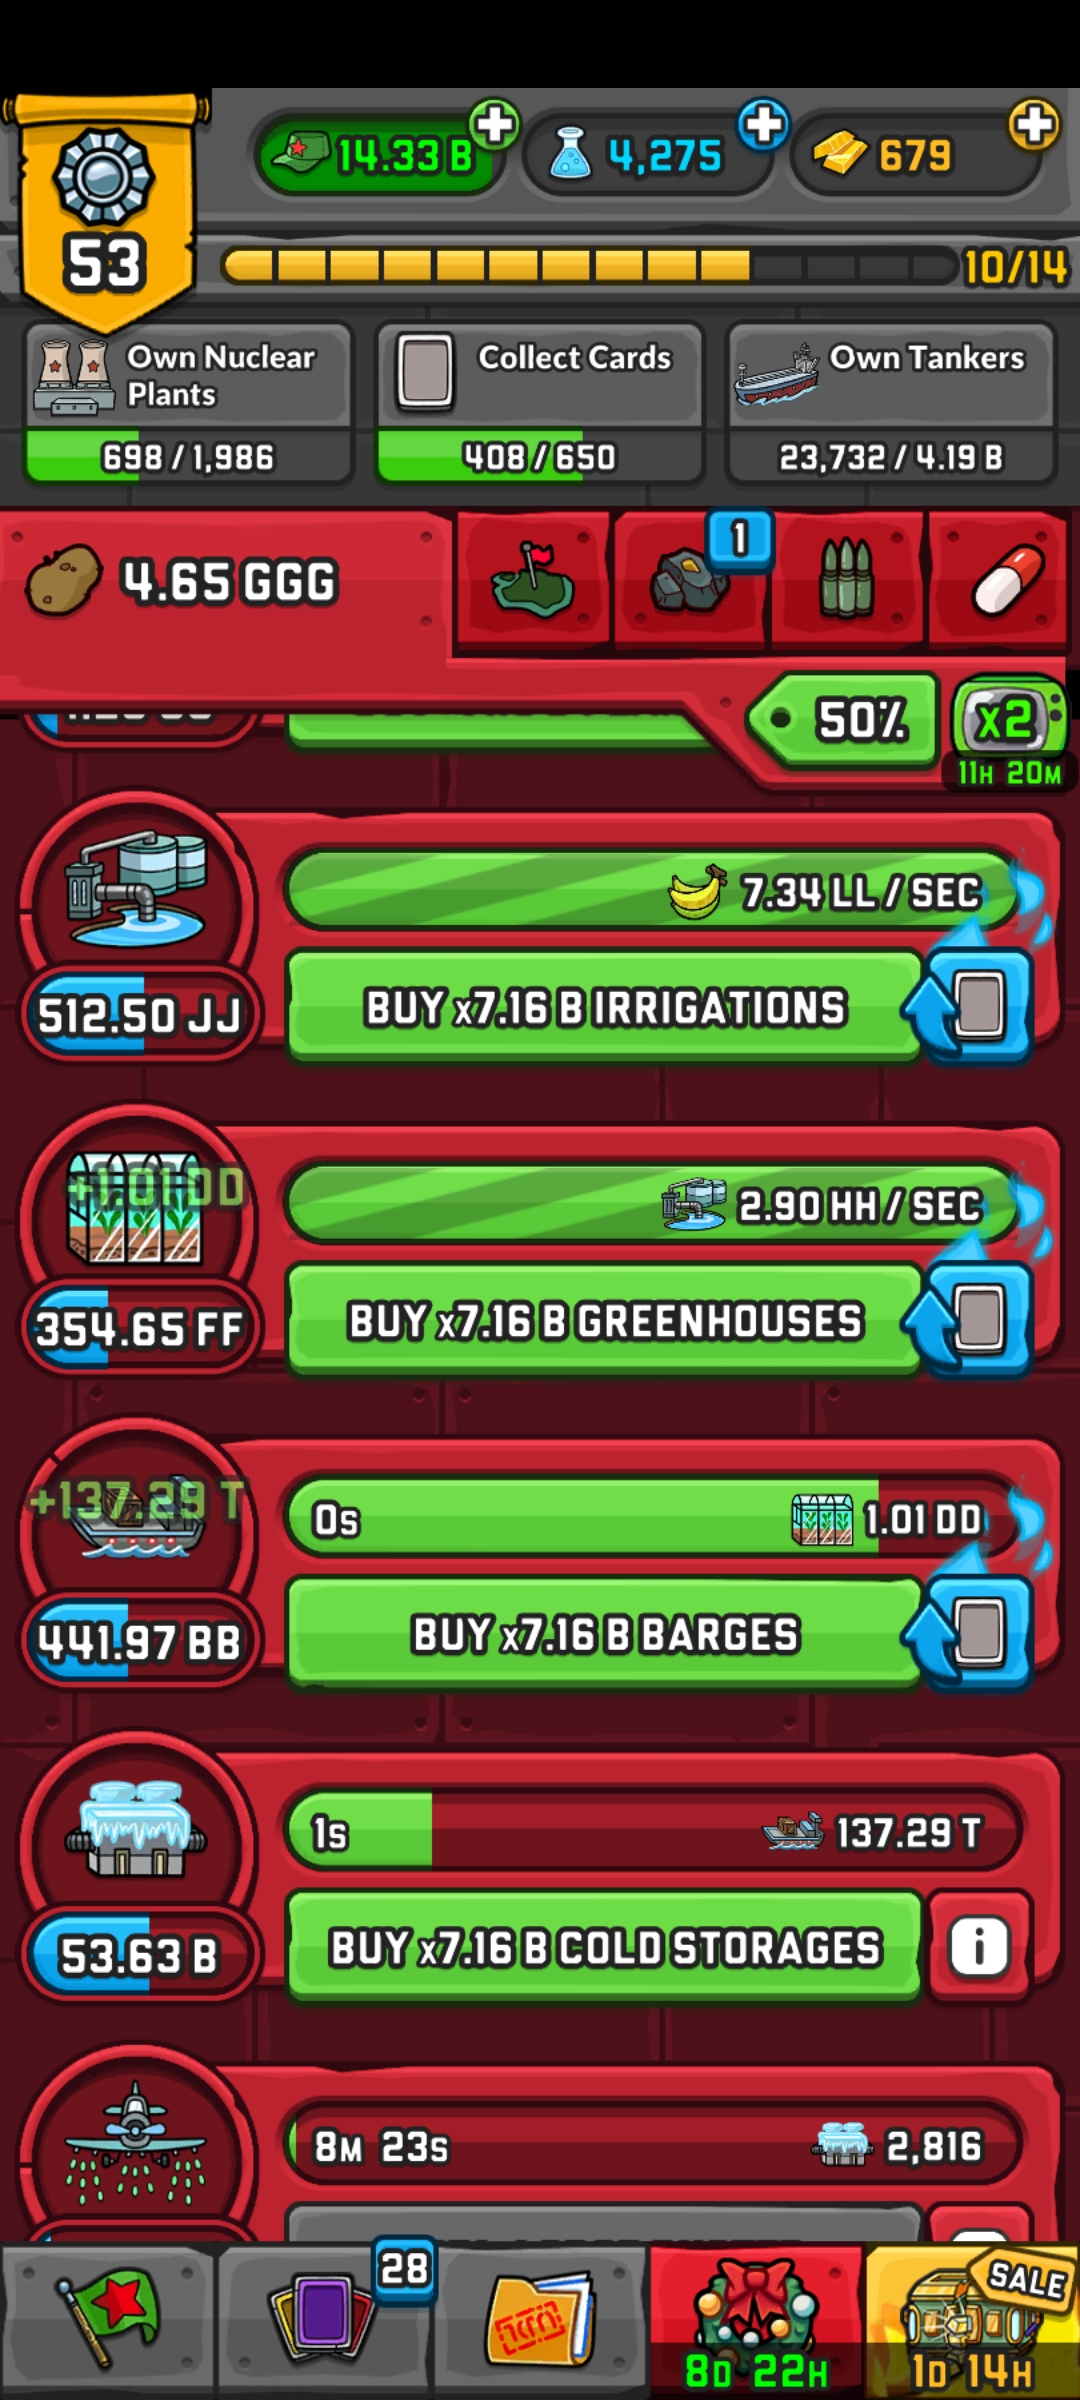 14.33 B
4,275
679
53
10/14
Own Nuclear
Plants
698 / 1,986
Collect Cards
408 / 650
Own Tankers
23,732 / 4.19 B
4.65 GGG
1
50%
x2
11H 20M
7.34 LL / SEC
512.50 JJ
BUY x7.16 B IRRIGATIONS
+1.01 DD
2.90 HH / SEC
354.65 FF
BUY x7.16 B GREENHOUSES
+137.29 T
0s
1.01 DD
441.97 BB
BUY x7.16 B BARGES
1s
137.29 T
53.63 B
BUY x7.16 B COLD STORAGES
i
8M 23s
2,816
28
SALE
8D 22H
1D 14H